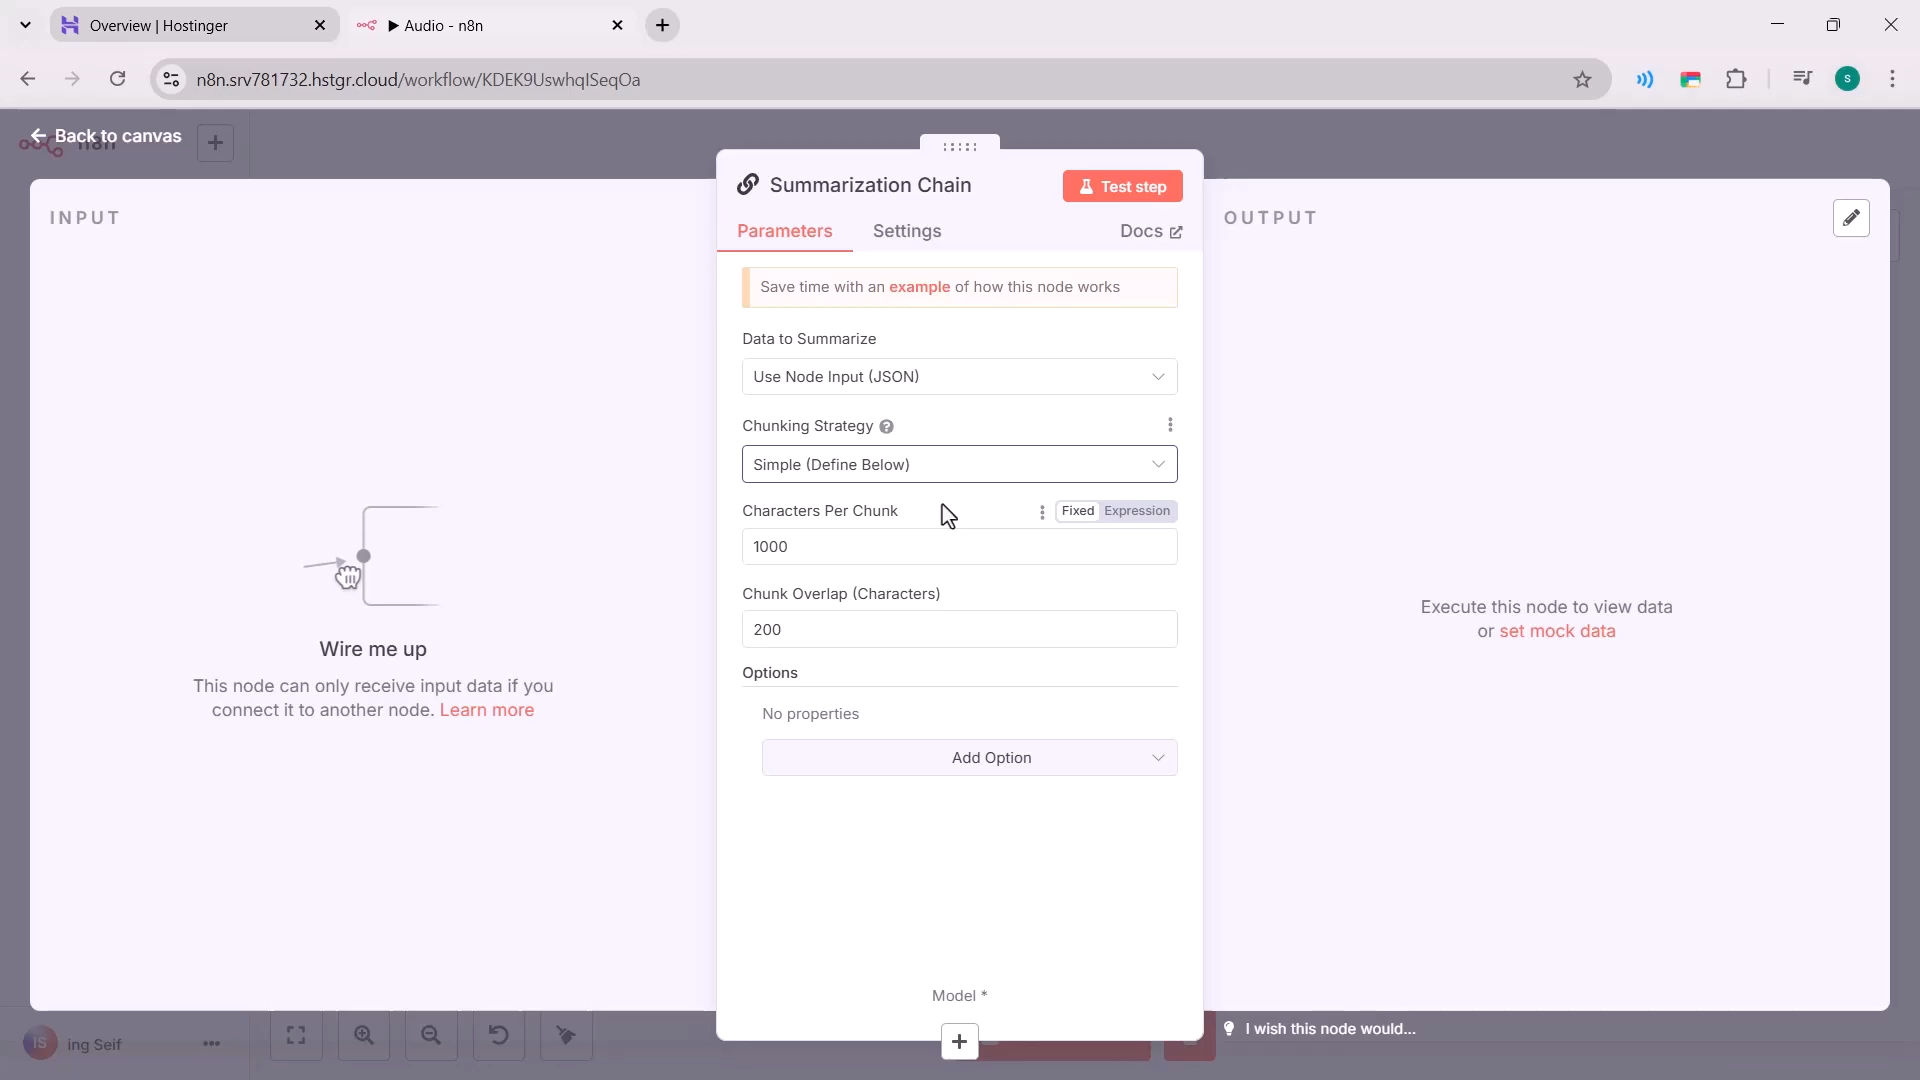 Overview | Hostinger
▶ Audio - n8n
n8n.srv781732.hstgr.cloud/workflow/KDEK9UswhqlSeqOa
S
Back to canvas
n8n
INPUT
Wire me up
This node can only receive input data if you
connect it to another node. Learn more
Summarization Chain
Test step
Parameters
Settings
Docs
Save time with an example of how this node works
Data to Summarize
Use Node Input (JSON)
Chunking Strategy
Simple (Define Below)
Characters Per Chunk
Fixed
Expression
1000
Chunk Overlap (Characters)
200
Options
No properties
Add Option
Model *
OUTPUT
Execute this node to view data
or set mock data
I wish this node would...
IS
ing Seif